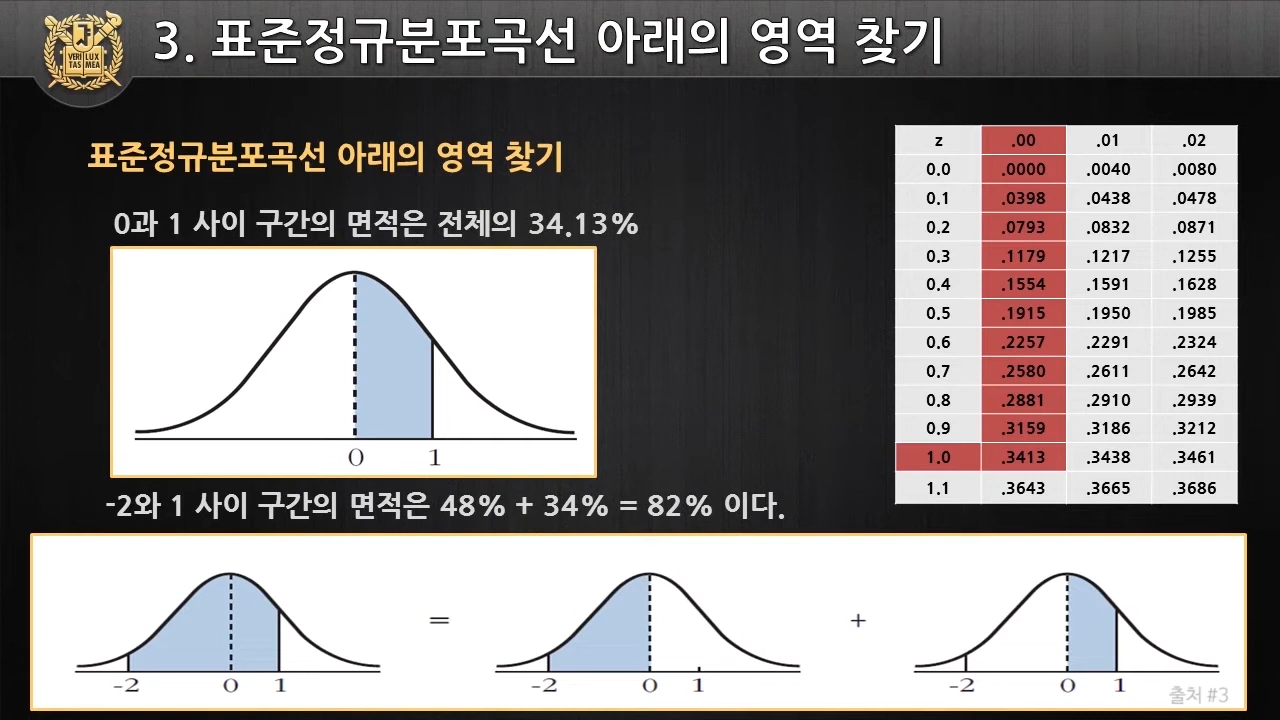 VERI LUX
TAS MEA
3. 표준정규분포곡선 아래의 영역 찾기
표준정규분포곡선 아래의 영역 찾기
0과 1 사이 구간의 면적은 전체의 34.13%
0 1
-2와 1 사이 구간의 면적은 48% + 34% = 82% 이다.
z .00 .01 .02
0.0 .0000 .0040 .0080
0.1 .0398 .0438 .0478
0.2 .0793 .0832 .0871
0.3 .1179 .1217 .1255
0.4 .1554 .1591 .1628
0.5 .1915 .1950 .1985
0.6 .2257 .2291 .2324
0.7 .2580 .2611 .2642
0.8 .2881 .2910 .2939
0.9 .3159 .3186 .3212
1.0 .3413 .3438 .3461
1.1 .3643 .3665 .3686
= +
-2 0 1 -2 0 1 -2 0 1
출처 #3